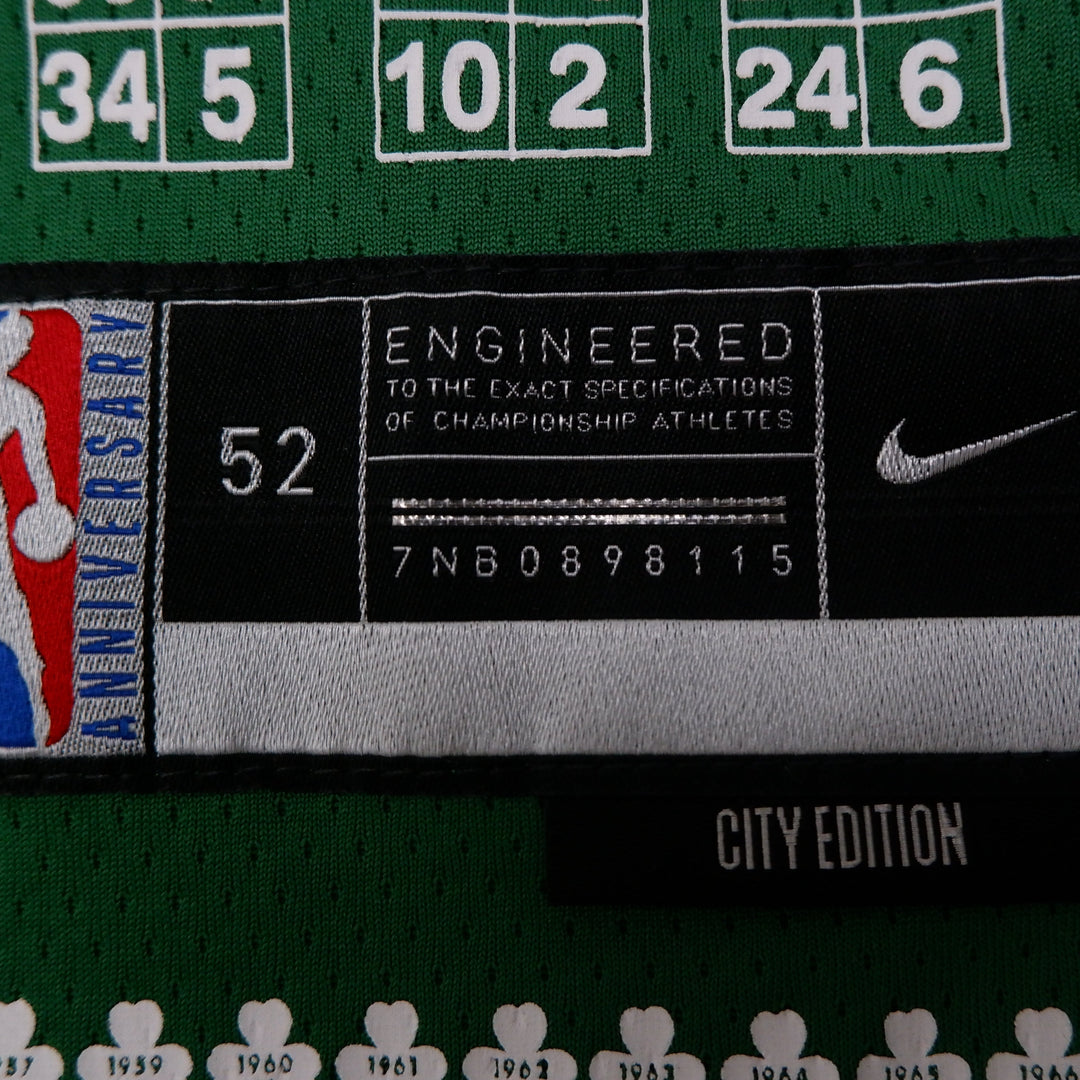 34 5 10 2 24 6
ANNIVERSARY
52
ENGINEERED
TO THE EXACT SPECIFICATIONS
OF CHAMPIONSHIP ATHLETES
7NB0898115
CITY EDITION
1959 1960 1961 1962 1963 1964 1965 1966